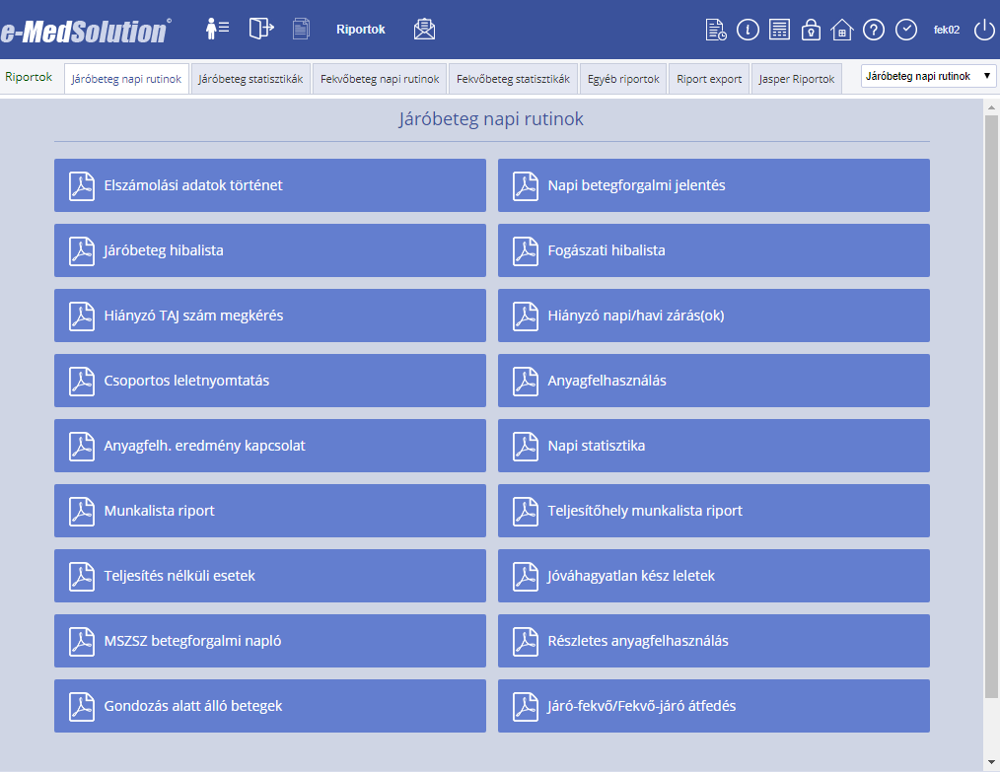 e-MedSolution©
Riportok
fek02
Riportok
Járóbeteg napi rutinok
Járóbeteg statisztikák
Fekvőbeteg napi rutinok
Fekvőbeteg statisztikák
Egyéb riportok
Riport export
Jasper Riportok
Járóbeteg napi rutinok
Járóbeteg napi rutinok
Elszámolási adatok történet
Napi betegforgalmi jelentés
Járóbeteg hibalista
Fogászati hibalista
Hiányzó TAJ szám megkérés
Hiányzó napi/havi zárás(ok)
Csoportos leletnyomtatás
Anyagfelhasználás
Anyagfelh. eredmény kapcsolat
Napi statisztika
Munkalista riport
Teljesítőhely munkalista riport
Teljesítés nélküli esetek
Jóváhagyatlan kész leletek
MSZSZ betegforgalmi napló
Részletes anyagfelhasználás
Gondozás alatt álló betegek
Járó-fekvő/Fekvő-járó átfedés